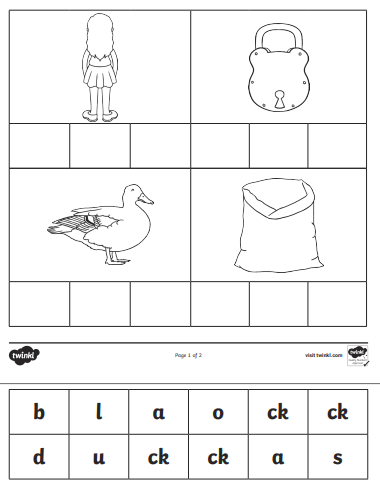 twinkl
Page 1 of 2
visit twinkl.com
b l a o ck ck
d u ck ck a s